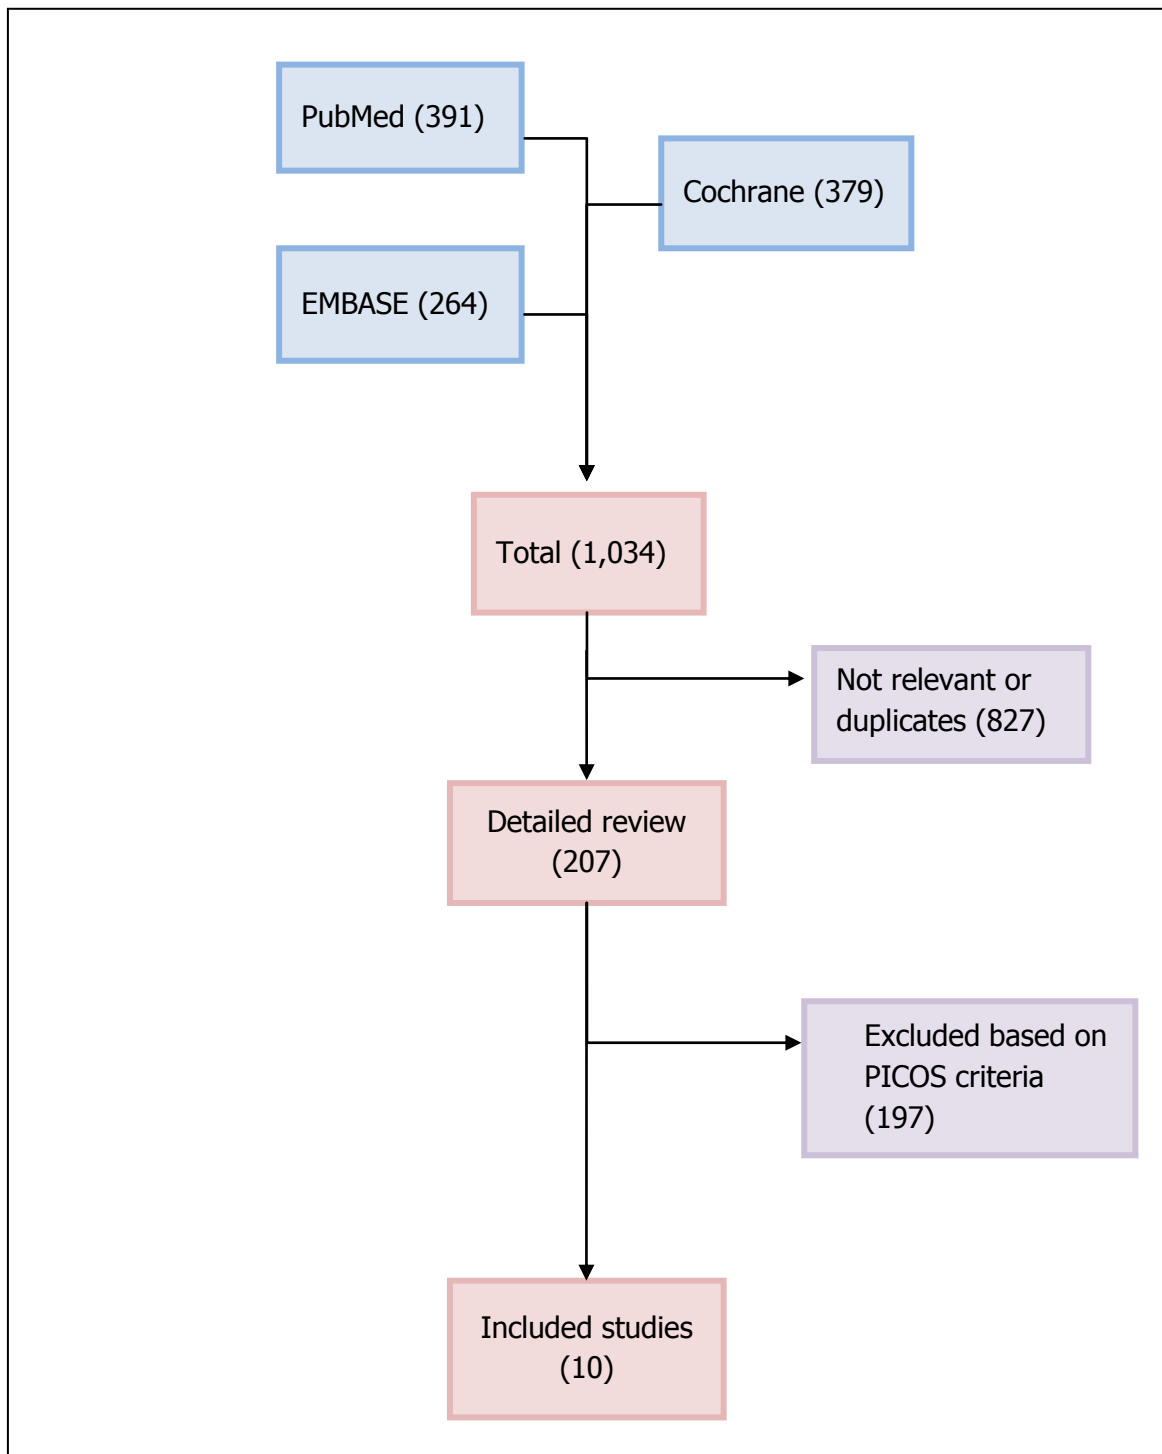 PubMed (391)
Cochrane (379)
EMBASE (264)
Total (1,034)
Not relevant or
duplicates (827)
Detailed review
(207)
Excluded based on
PICOS criteria
(197)
Included studies
(10)